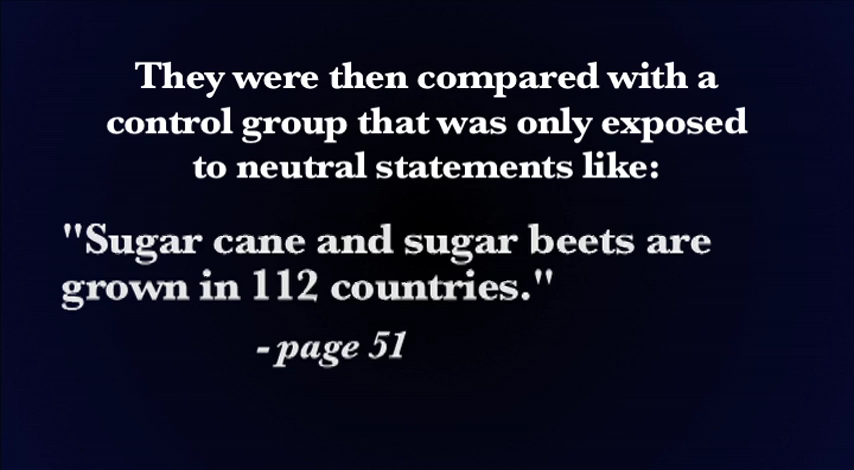 They were then compared with a
control group that was only exposed
to neutral statements like:
"Sugar cane and sugar beets are
grown in 112 countries."
- page 51